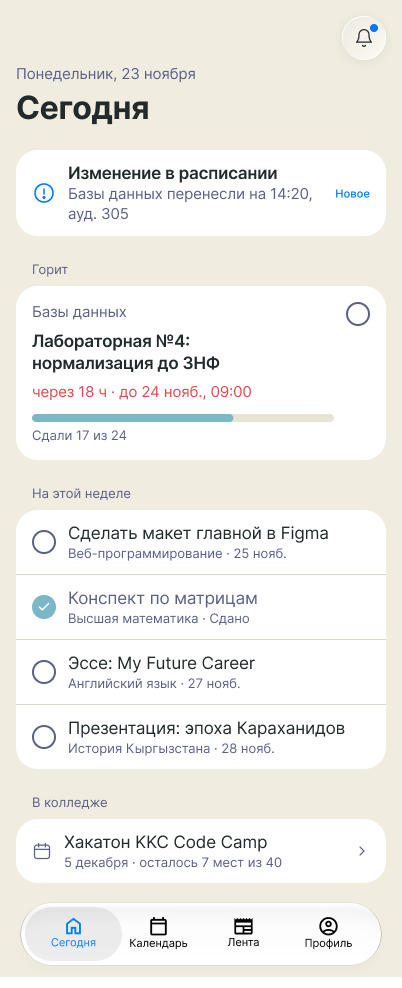 Понедельник, 23 ноября
Сегодня
Изменение в расписании
Базы данных перенесли на 14:20,
ауд. 305
Новое
Горит
Базы данных
Лабораторная №4:
нормализация до 3НФ
через 18 ч · до 24 нояб., 09:00
Сдали 17 из 24
На этой неделе
Сделать макет главной в Figma
Веб-программирование · 25 нояб.
Конспект по матрицам
Высшая математика · Сдано
Эссе: My Future Career
Английский язык · 27 нояб.
Презентация: эпоха Караханидов
История Кыргызстана · 28 нояб.
В колледже
Хакатон KKC Code Camp
5 декабря · осталось 7 мест из 40
Сегодня
Календарь
Лента
Профиль